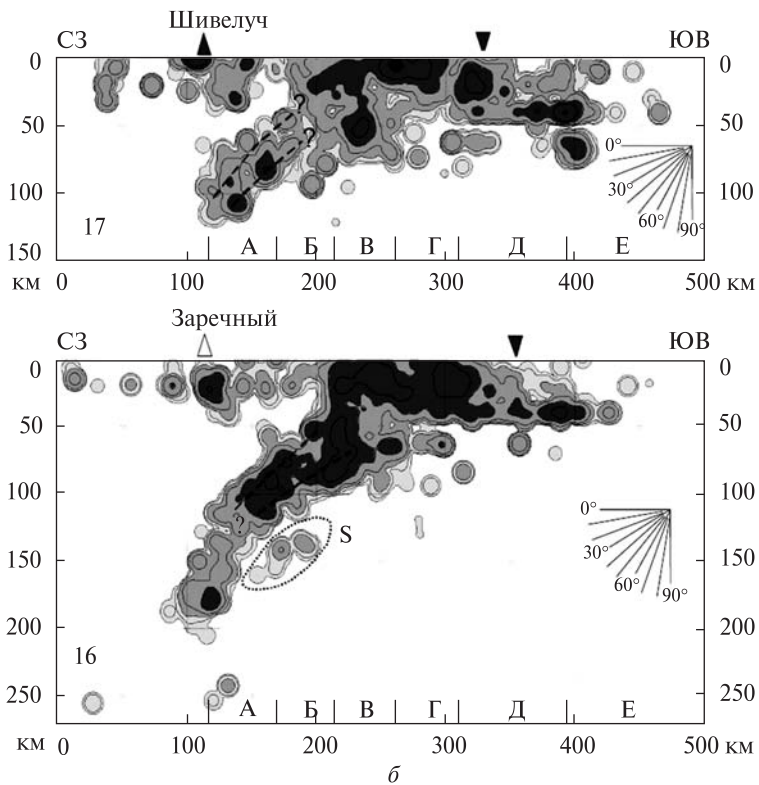 Шивелуч
СЗ ЮВ
0 0
? ?
50 50
0°
100 30° 100
60°
17 90°
150 А Б В Г Д Е
км 0 100 200 300 400 500 км
Заречный
СЗ ЮВ
0 0
50 50
100 100
? 0°
S
150 30° 150
60°
90°
200 200
16
250 А Б В Г Д Е 250
км 0 100 200 300 400 500 км
б